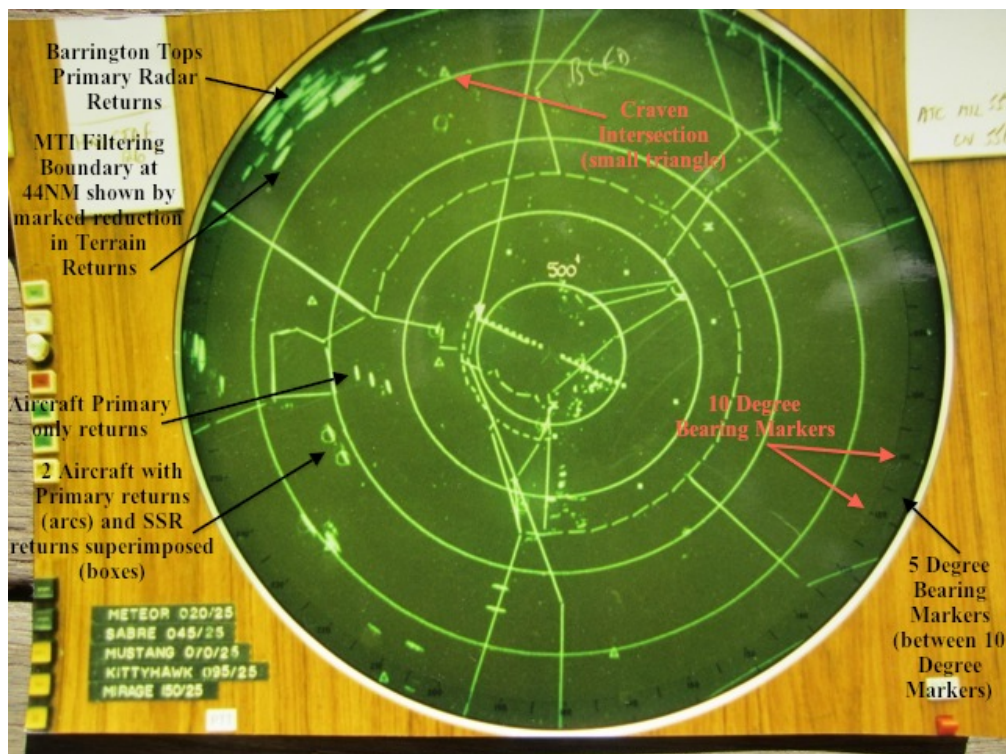 Barrington Tops
Primary Radar
Returns
MTI Filtering
Boundary at
44NM shown by
marked reduction
in Terrain
Returns
Aircraft Primary
only returns
2 Aircraft with
Primary returns
(arcs) and SSR
returns superimposed
(boxes)
Craven
Intersection
(small triangle)
500'
10 Degree
Bearing Markers
5 Degree
Bearing
Markers
(between 10
Degree
Markers)
ATC MIL
METEOR 020/25
SABRE 045/25
MUSTANG 070/25
KITTYHAWK 095/25
MIRAGE 150/25